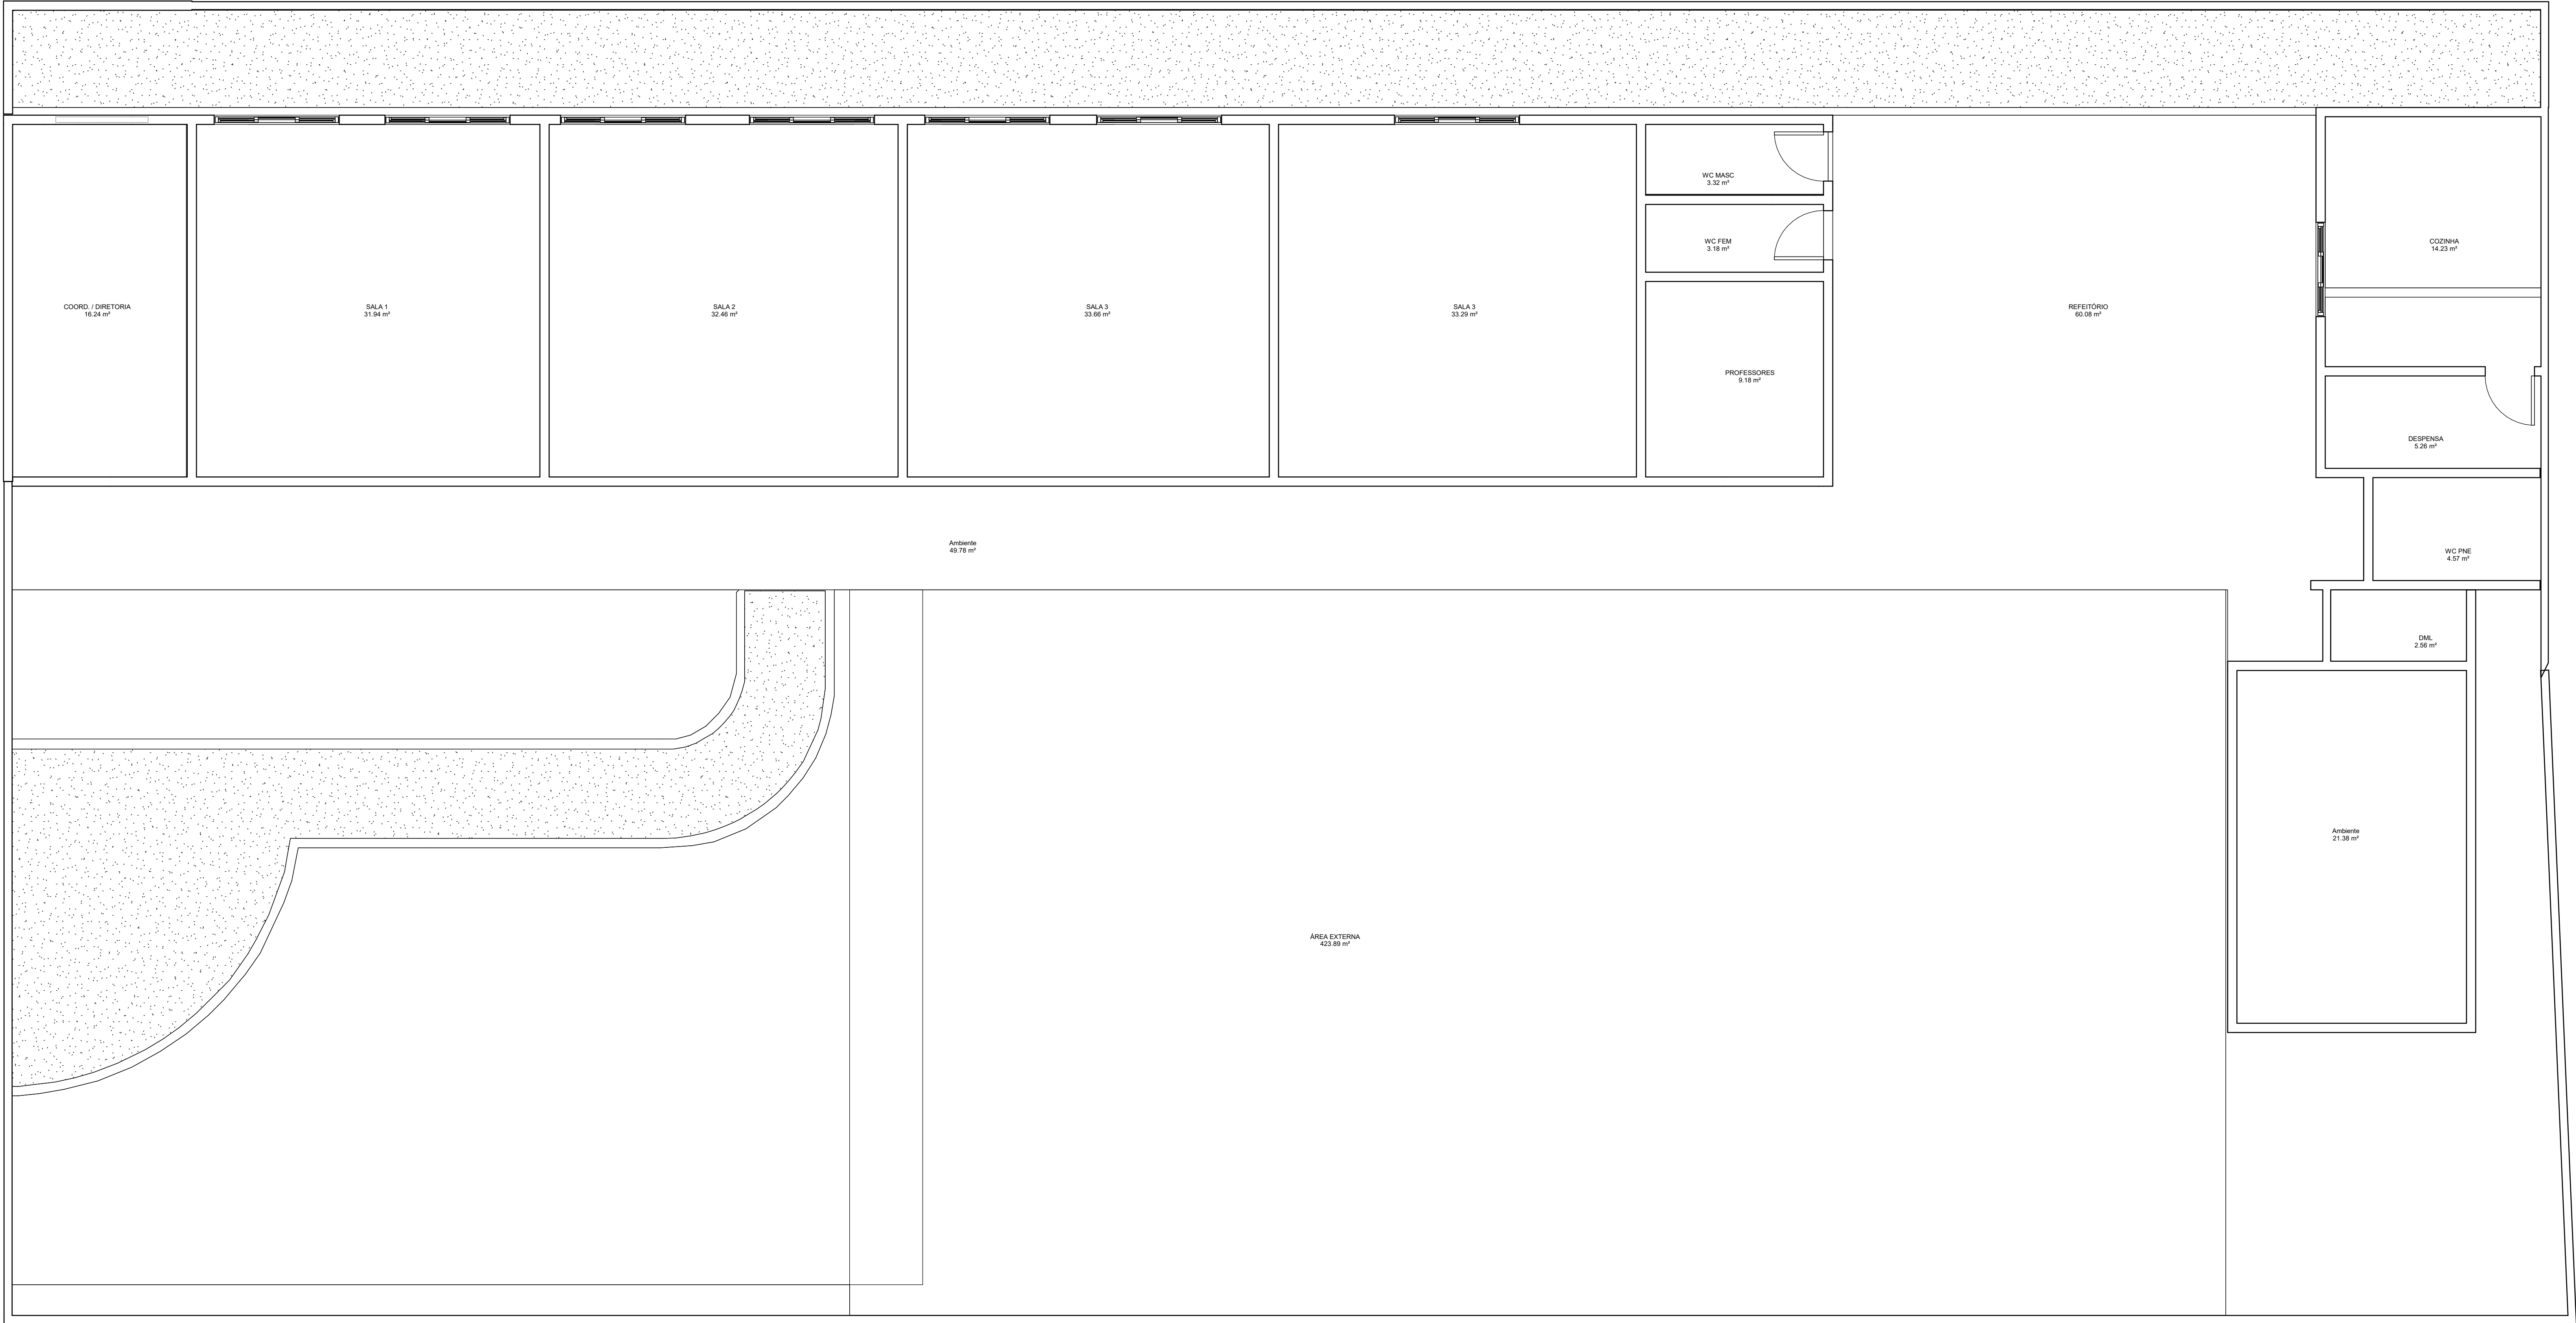 WC MASC
3.32 m²
WC FEM
3.18 m²
COZINHA
14.23 m²
COORD. / DIRETORIA
16.24 m²
SALA 1
31.94 m²
SALA 2
32.46 m²
SALA 3
33.66 m²
SALA 3
33.29 m²
REFEITÓRIO
60.08 m²
PROFESSORES
9.18 m²
DESPENSA
5.26 m²
Ambiente
49.78 m²
WC PNE
4.57 m²
DML
2.56 m²
Ambiente
21.38 m²
ÁREA EXTERNA
423.89 m²